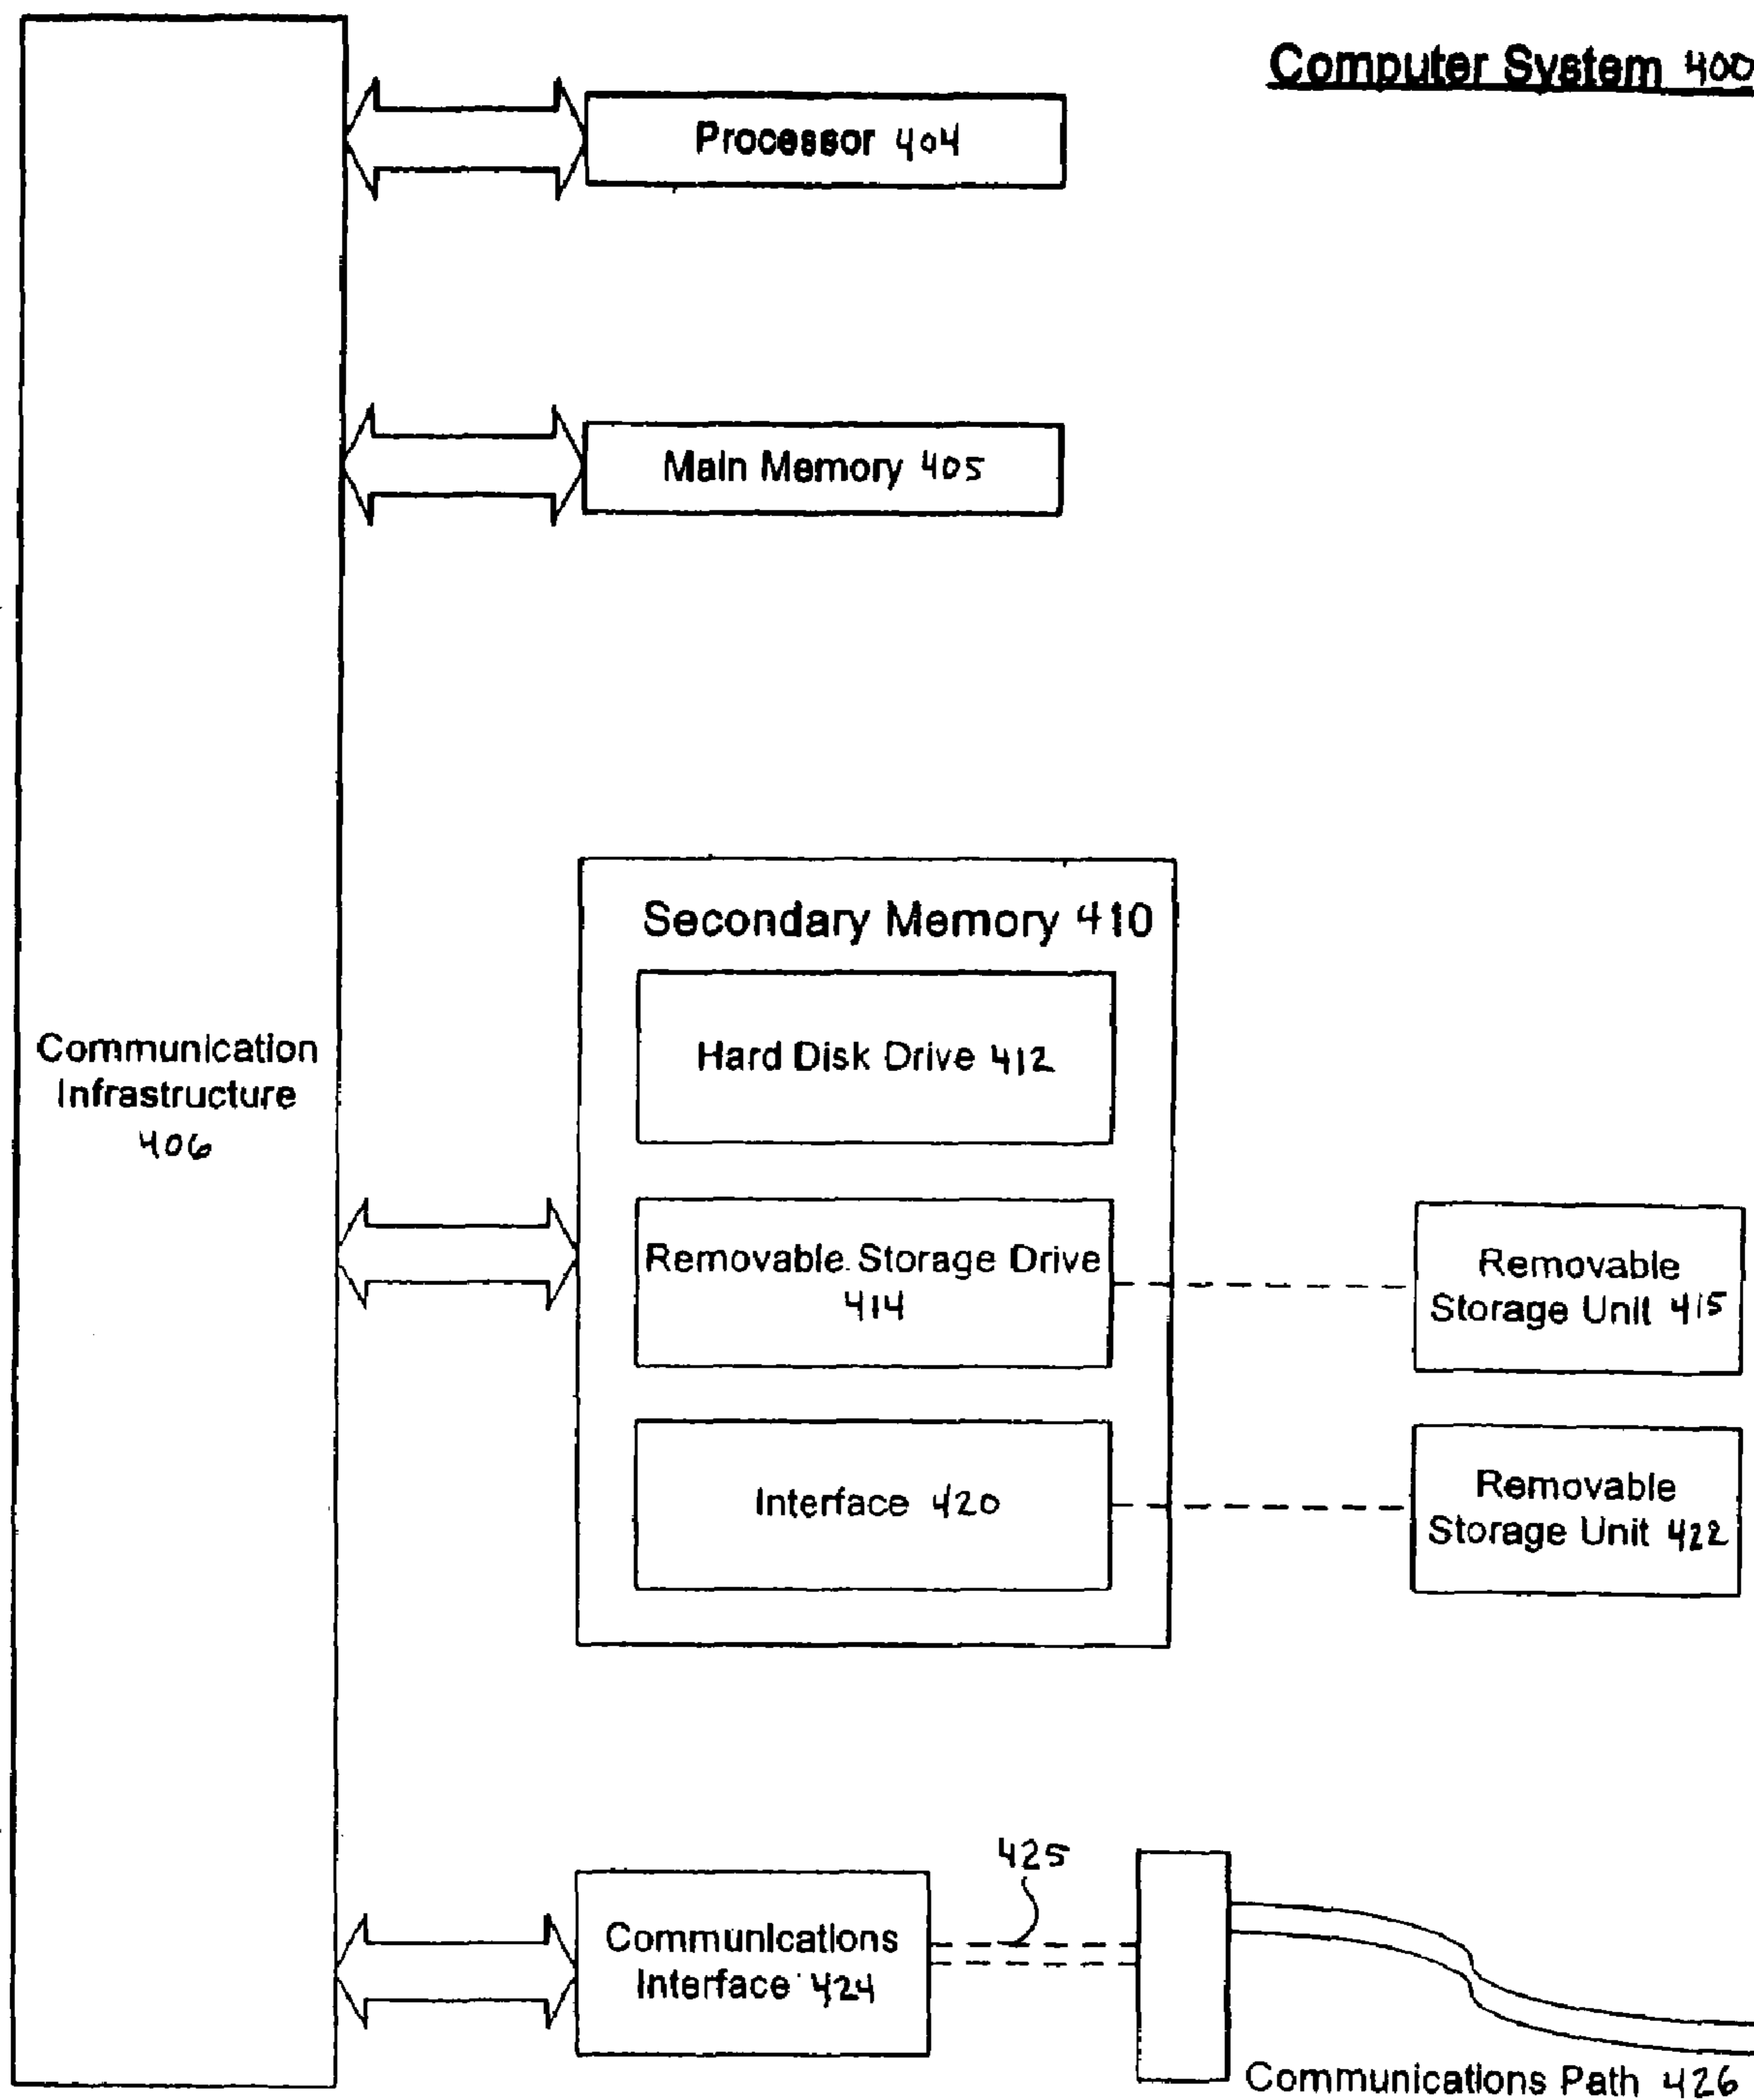 Computer System 400
Processor 404
Main Memory 405
Secondary Memory 410
Hard Disk Drive 412
Communication
Infrastructure
406
Removable Storage Drive
414
Removable
Storage Unit 415
Interface 420
Removable
Storage Unit 422
425
Communications
Interface 424
Communications Path 426